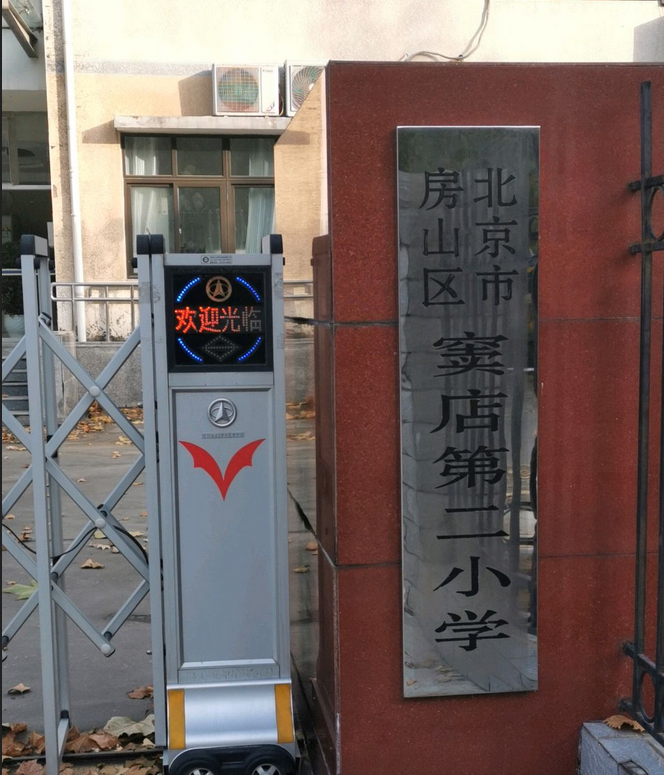 北京市
房山区
窦店第二小学
欢迎光临